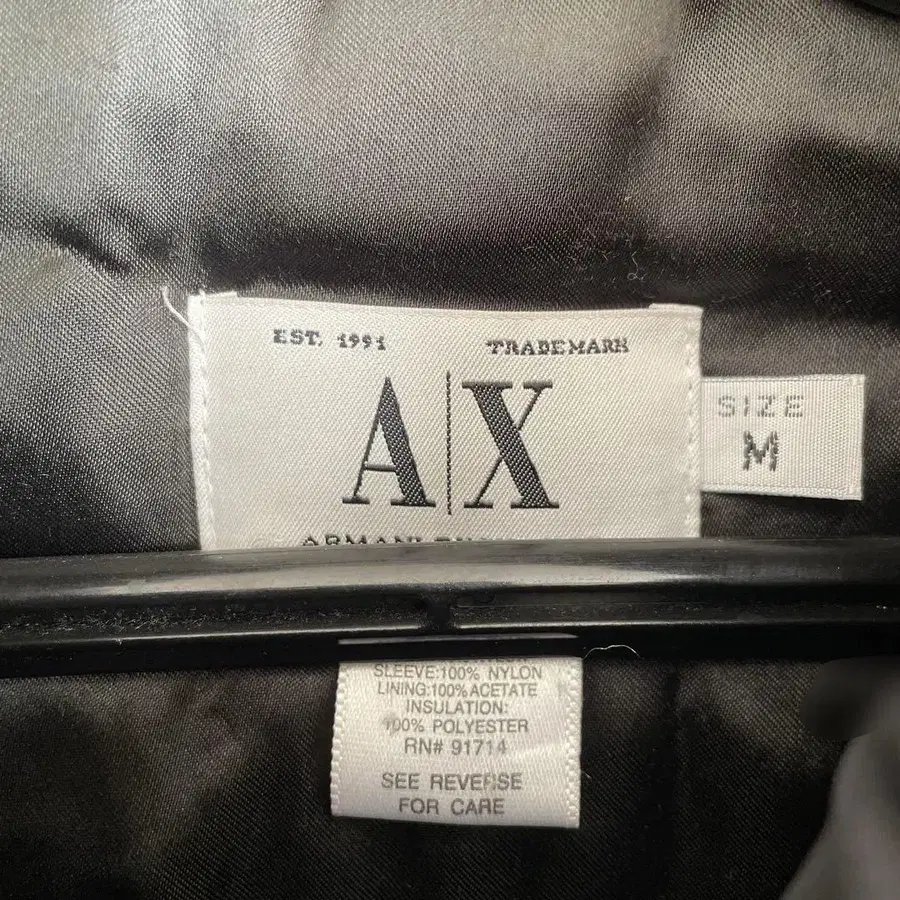 EST. 1991 TRADEMARK
A|X
ARMANI
SIZE
M
SLEEVE:100% NYLON
LINING:100% ACETATE
INSULATION:
100% POLYESTER
RN# 91714
SEE REVERSE
FOR CARE